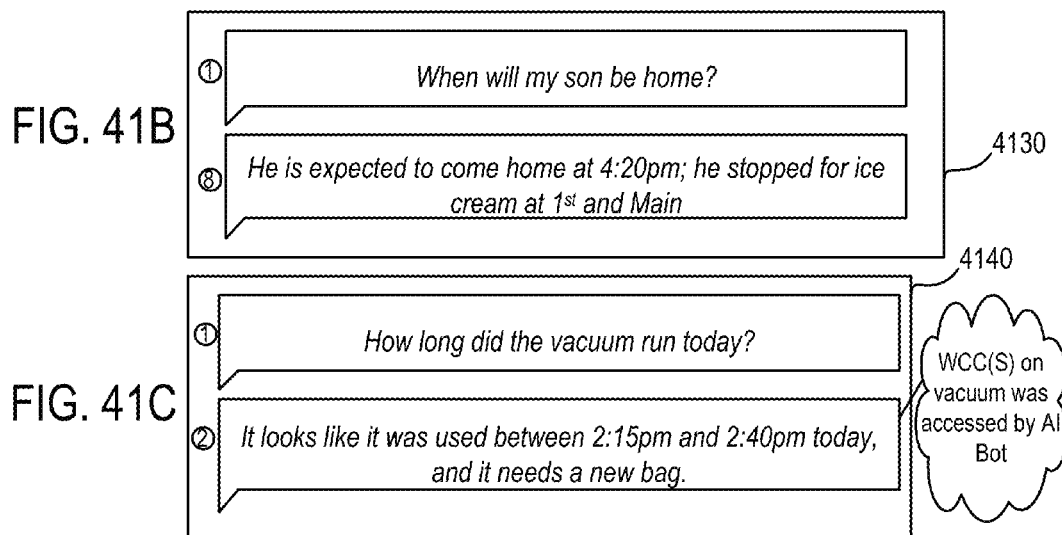 FIG. 41B
①
When will my son be home?
⑧
He is expected to come home at 4:20pm; he stopped for ice
cream at 1st and Main
4130
FIG. 41C
①
How long did the vacuum run today?
②
It looks like it was used between 2:15pm and 2:40pm today,
and it needs a new bag.
4140
WCC(S) on
vacuum was
accessed by AI
Bot